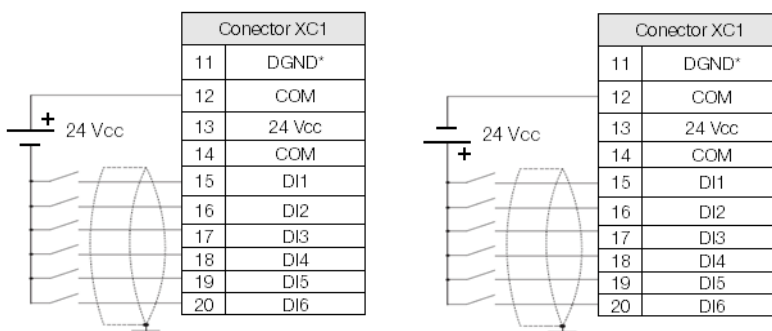 Conector XC1
11 DGND*
12 COM
13 24 Vcc
14 COM
15 DI1
16 DI2
17 DI3
18 DI4
19 DI5
20 DI6
+
24 Vcc
Conector XC1
11 DGND*
12 COM
13 24 Vcc
14 COM
15 DI1
16 DI2
17 DI3
18 DI4
19 DI5
20 DI6
24 Vcc
+